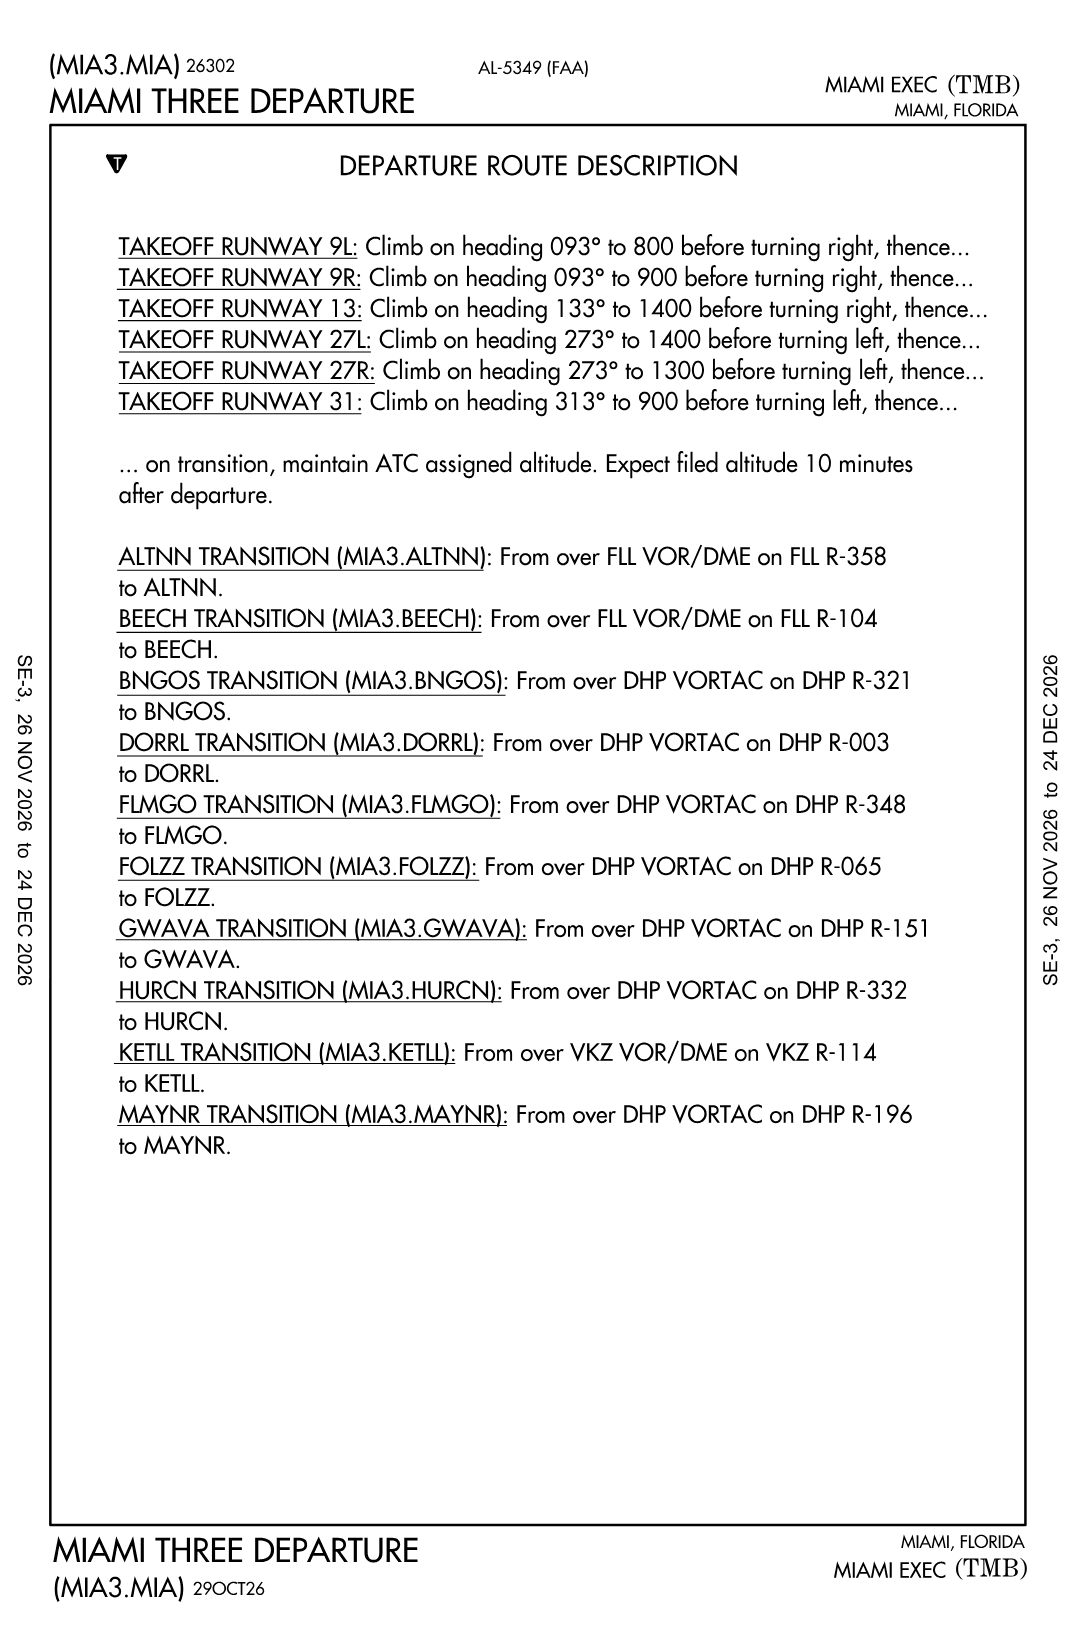 (MIA3.MIA) 26302
AL-5349 (FAA)
MIAMI EXEC (TMB)
MIAMI THREE DEPARTURE
MIAMI, FLORIDA
T
DEPARTURE ROUTE DESCRIPTION
TAKEOFF RUNWAY 9L: Climb on heading 093° to 800 before turning right, thence...
TAKEOFF RUNWAY 9R: Climb on heading 093° to 900 before turning right, thence...
TAKEOFF RUNWAY 13: Climb on heading 133° to 1400 before turning right, thence...
TAKEOFF RUNWAY 27L: Climb on heading 273° to 1400 before turning left, thence...
TAKEOFF RUNWAY 27R: Climb on heading 273° to 1300 before turning left, thence...
TAKEOFF RUNWAY 31: Climb on heading 313° to 900 before turning left, thence...
... on transition, maintain ATC assigned altitude. Expect filed altitude 10 minutes
after departure.
ALTNN TRANSITION (MIA3.ALTNN): From over FLL VOR/DME on FLL R-358
to ALTNN.
BEECH TRANSITION (MIA3.BEECH): From over FLL VOR/DME on FLL R-104
to BEECH.
BNGOS TRANSITION (MIA3.BNGOS): From over DHP VORTAC on DHP R-321
to BNGOS.
DORRL TRANSITION (MIA3.DORRL): From over DHP VORTAC on DHP R-003
to DORRL.
FLMGO TRANSITION (MIA3.FLMGO): From over DHP VORTAC on DHP R-348
to FLMGO.
FOLZZ TRANSITION (MIA3.FOLZZ): From over DHP VORTAC on DHP R-065
to FOLZZ.
GWAVA TRANSITION (MIA3.GWAVA): From over DHP VORTAC on DHP R-151
to GWAVA.
HURCN TRANSITION (MIA3.HURCN): From over DHP VORTAC on DHP R-332
to HURCN.
KETLL TRANSITION (MIA3.KETLL): From over VKZ VOR/DME on VKZ R-114
to KETLL.
MAYNR TRANSITION (MIA3.MAYNR): From over DHP VORTAC on DHP R-196
to MAYNR.
SE-3, 26 NOV 2026 to 24 DEC 2026
SE-3, 26 NOV 2026 to 24 DEC 2026
MIAMI THREE DEPARTURE
MIAMI, FLORIDA
MIAMI EXEC (TMB)
(MIA3.MIA) 29OCT26